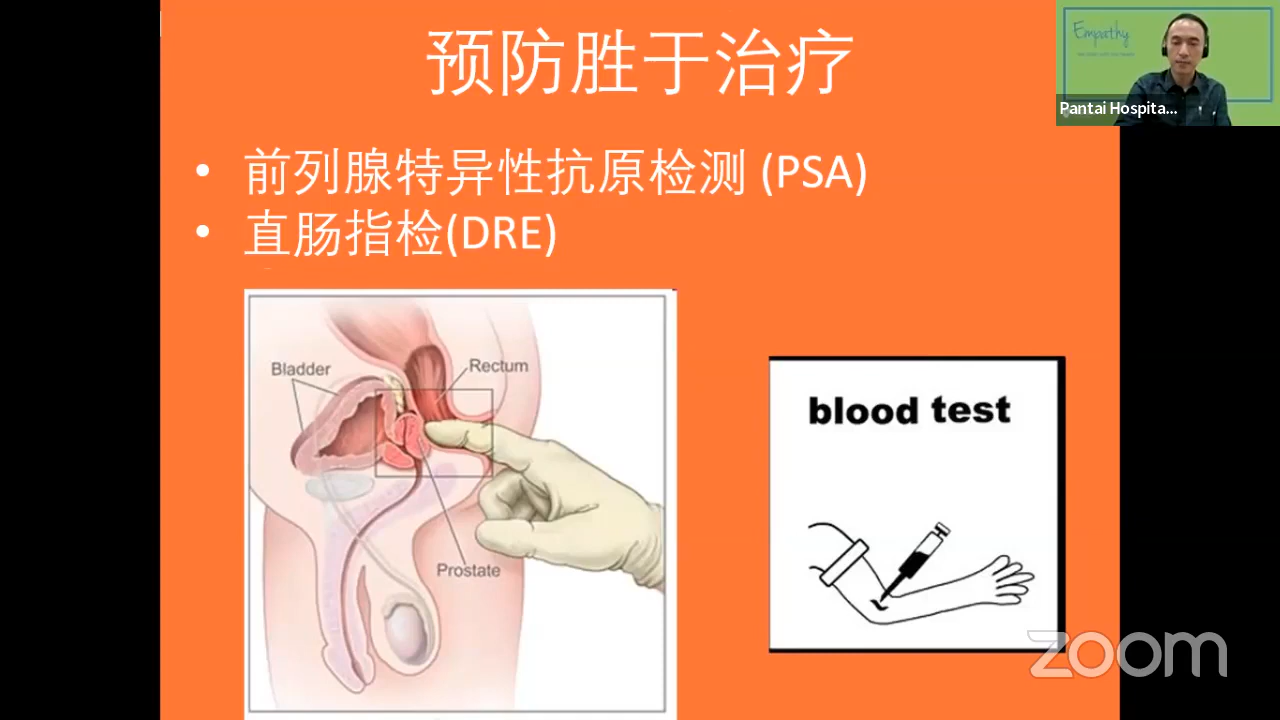 预防胜于治疗
Empathy
Pantai Hospita...
• 前列腺特异性抗原检测 (PSA)
• 直肠指检(DRE)
Bladder
Rectum
Prostate
blood test
zoom